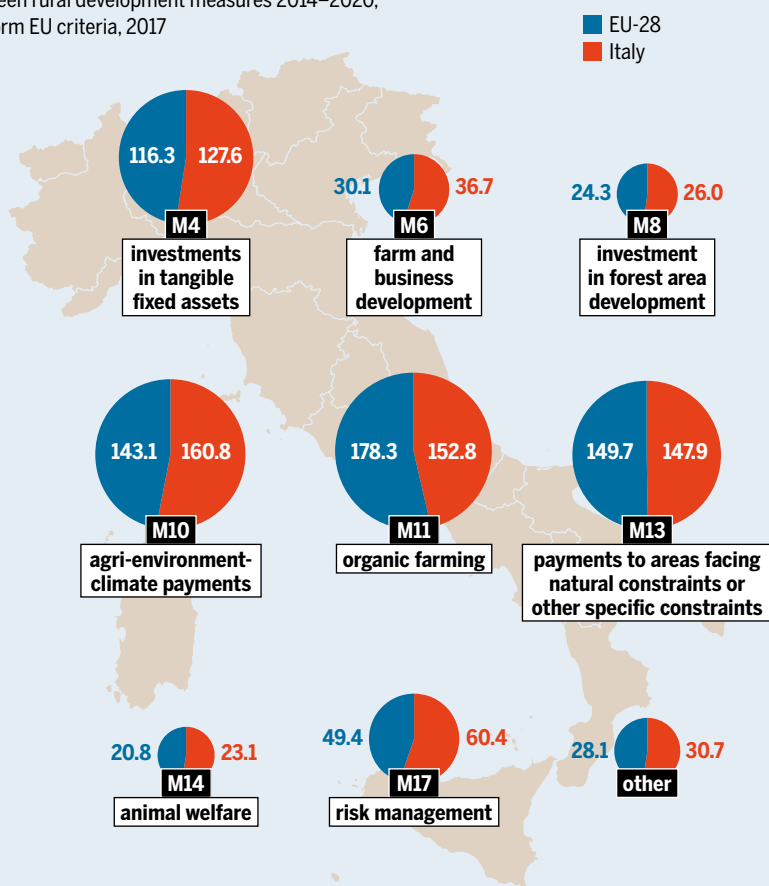 rural development measures 2014–2020,
EU criteria, 2017
EU-28
Italy
116.3 127.6
M4
investments
in tangible
fixed assets
30.1 36.7
M6
farm and
business
development
24.3 26.0
M8
investment
in forest area
development
143.1 160.8
M10
agri-environment-
climate payments
178.3 152.8
M11
organic farming
149.7 147.9
M13
payments to areas facing
natural constraints or
other specific constraints
20.8 23.1
M14
animal welfare
49.4 60.4
M17
risk management
28.1 30.7
other